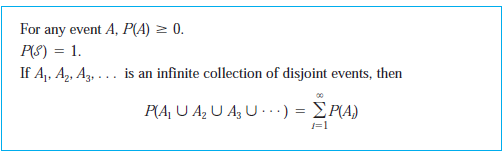 For any event A, P(A) ≥ 0.
P(𝒮) = 1.
If A₁, A₂, A₃, . . . is an infinite collection of disjoint events, then
P(A₁ ∪ A₂ ∪ A₃ ∪ · · ·) = ∑_{i=1}^{∞} P(Aᵢ)